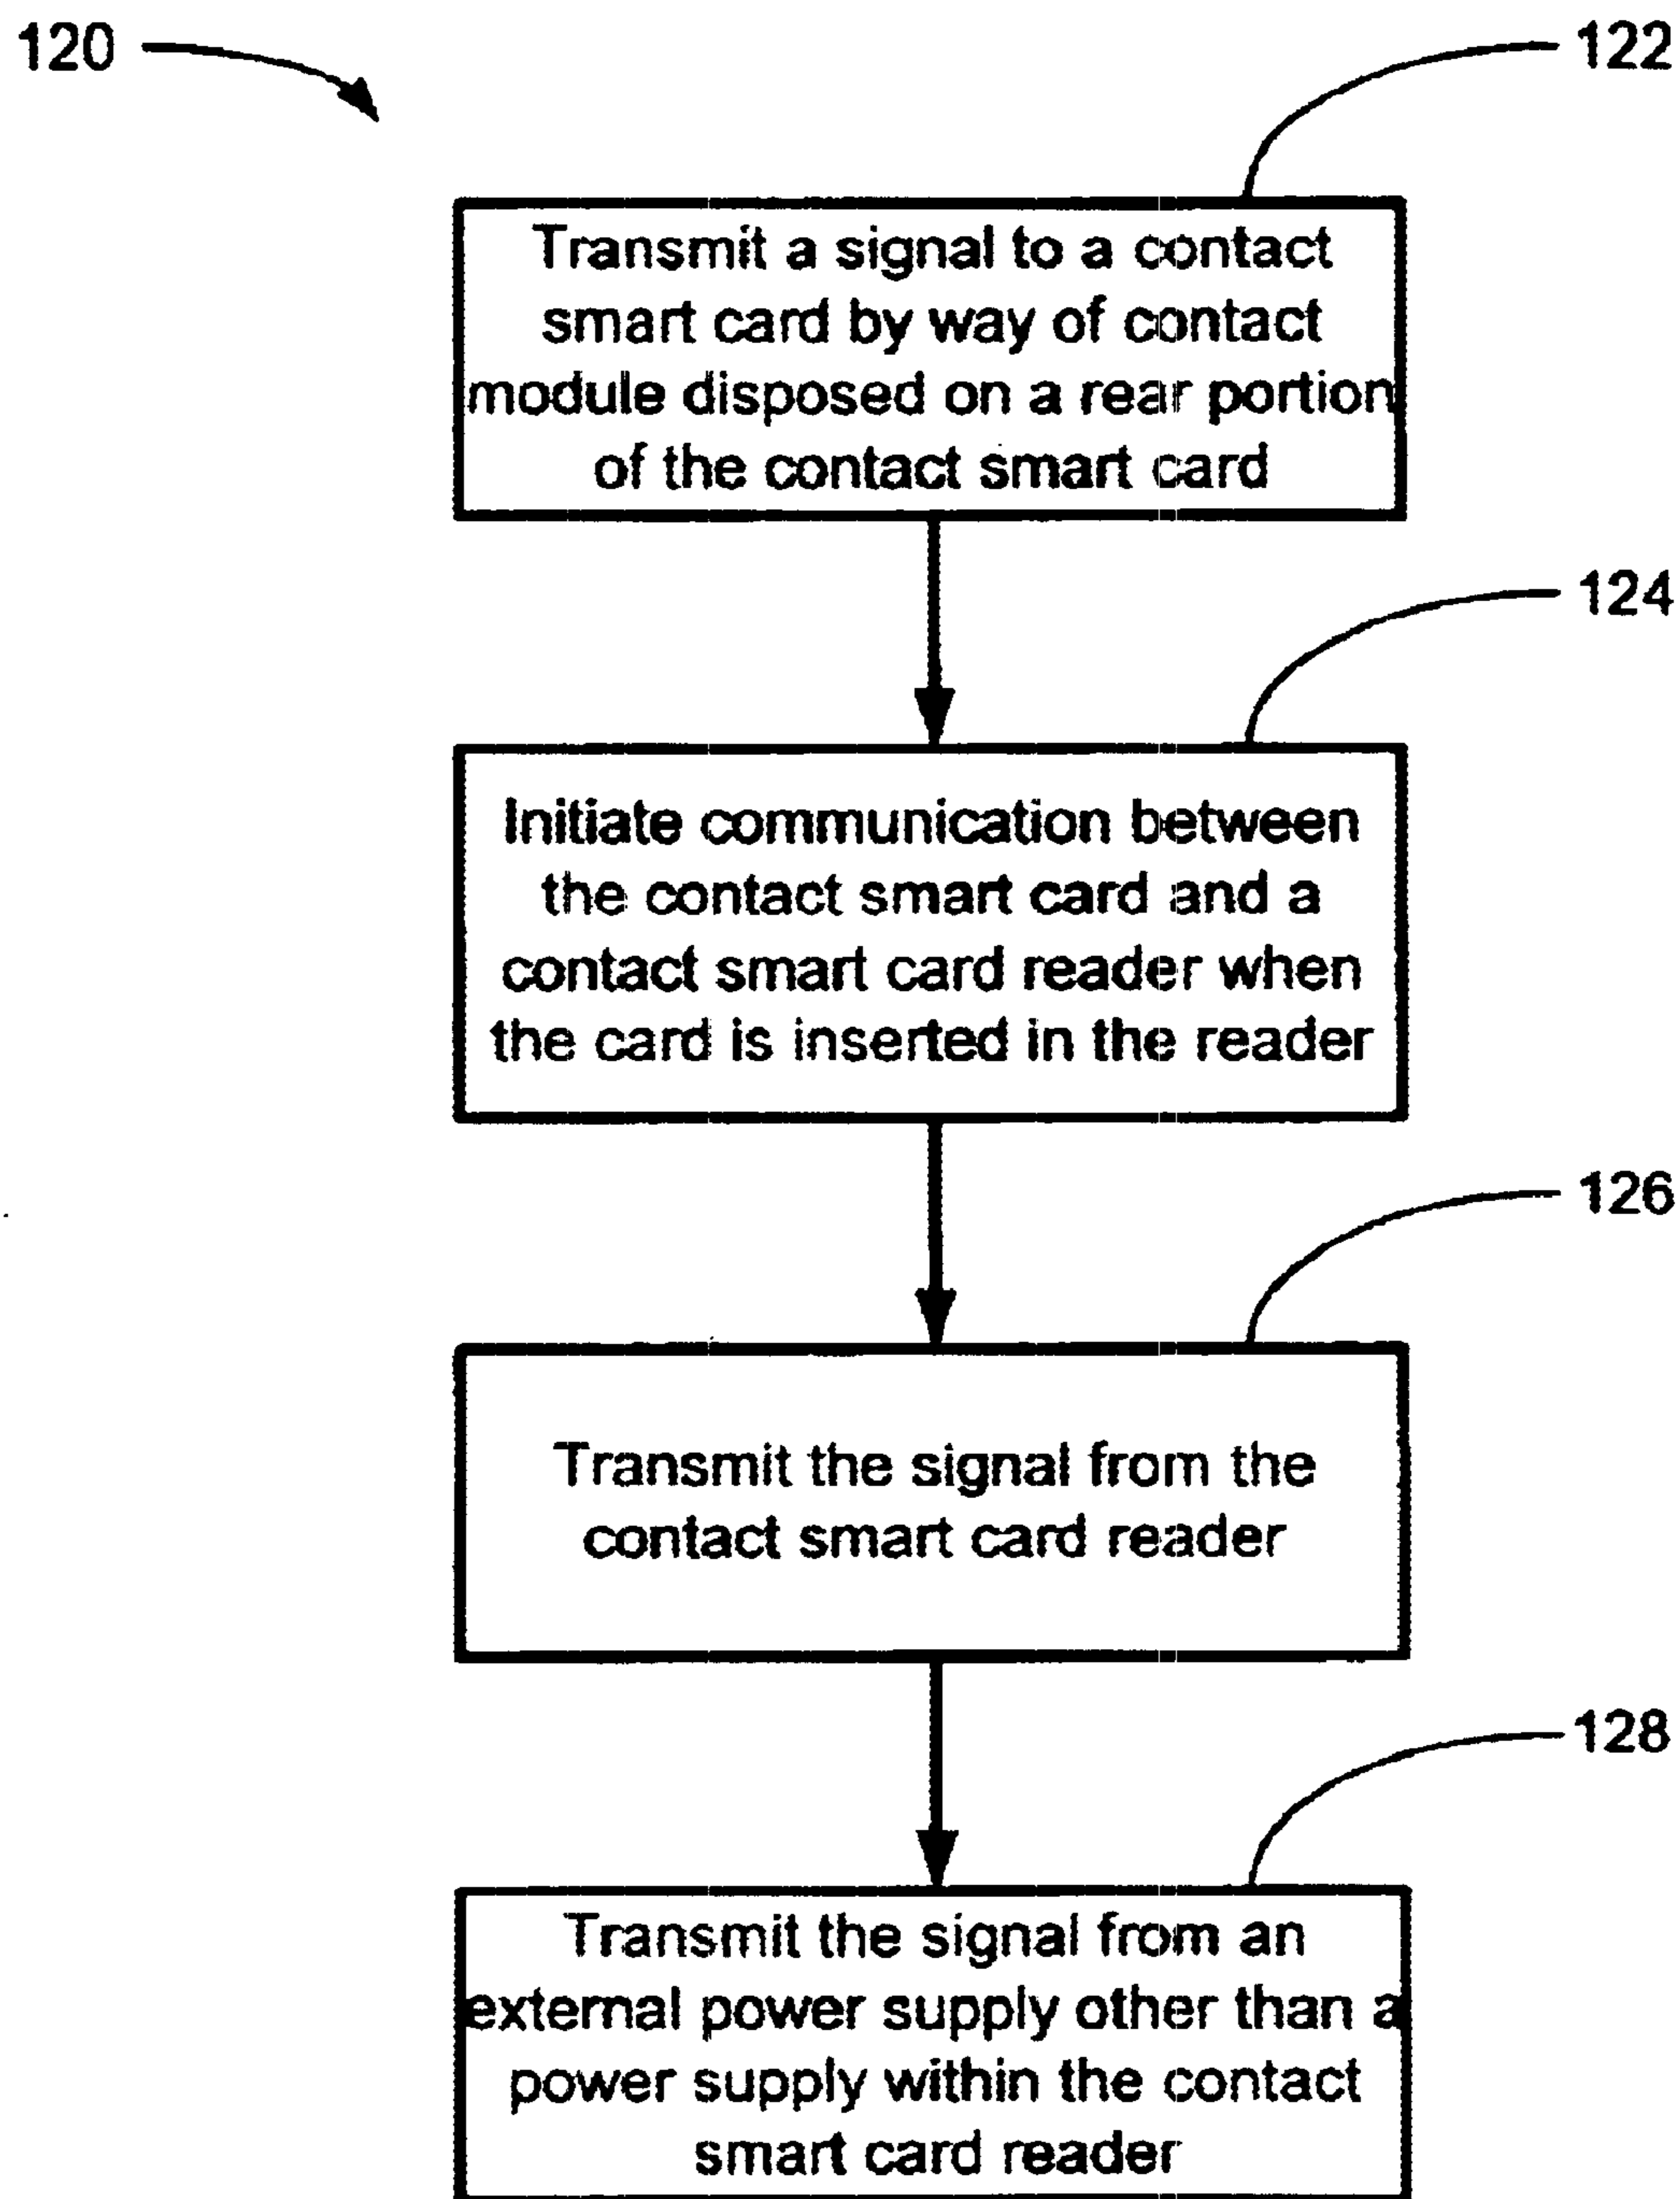 120
122
Transmit a signal to a contact
smart card by way of contact
module disposed on a rear portion
of the contact smart card
124
Initiate communication between
the contact smart card and a
contact smart card reader when
the card is inserted in the reader
126
Transmit the signal from the
contact smart card reader
128
Transmit the signal from an
external power supply other than a
power supply within the contact
smart card reader